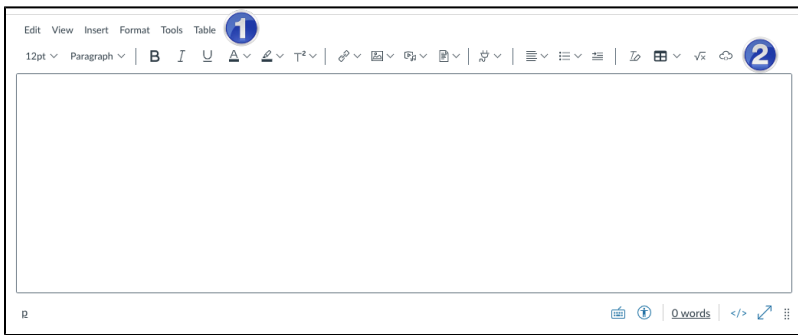 Edit View Insert Format Tools Table 1
12pt Paragraph B I U A T² √x 2
p 0 words </>